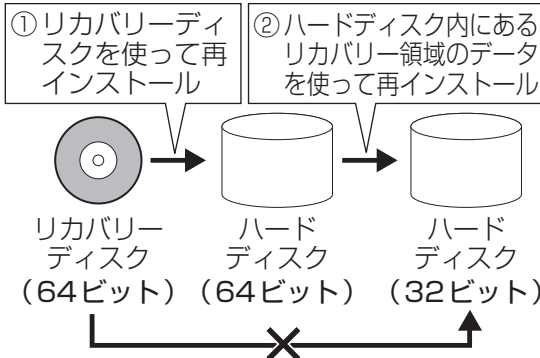 ①リカバリーディ
スクを使って再
インストール
②ハードディスク内にある
リカバリー領域のデータ
を使って再インストール
リカバリー
ディスク
(64ビット)
ハード
ディスク
(64ビット)
ハード
ディスク
(32ビット)